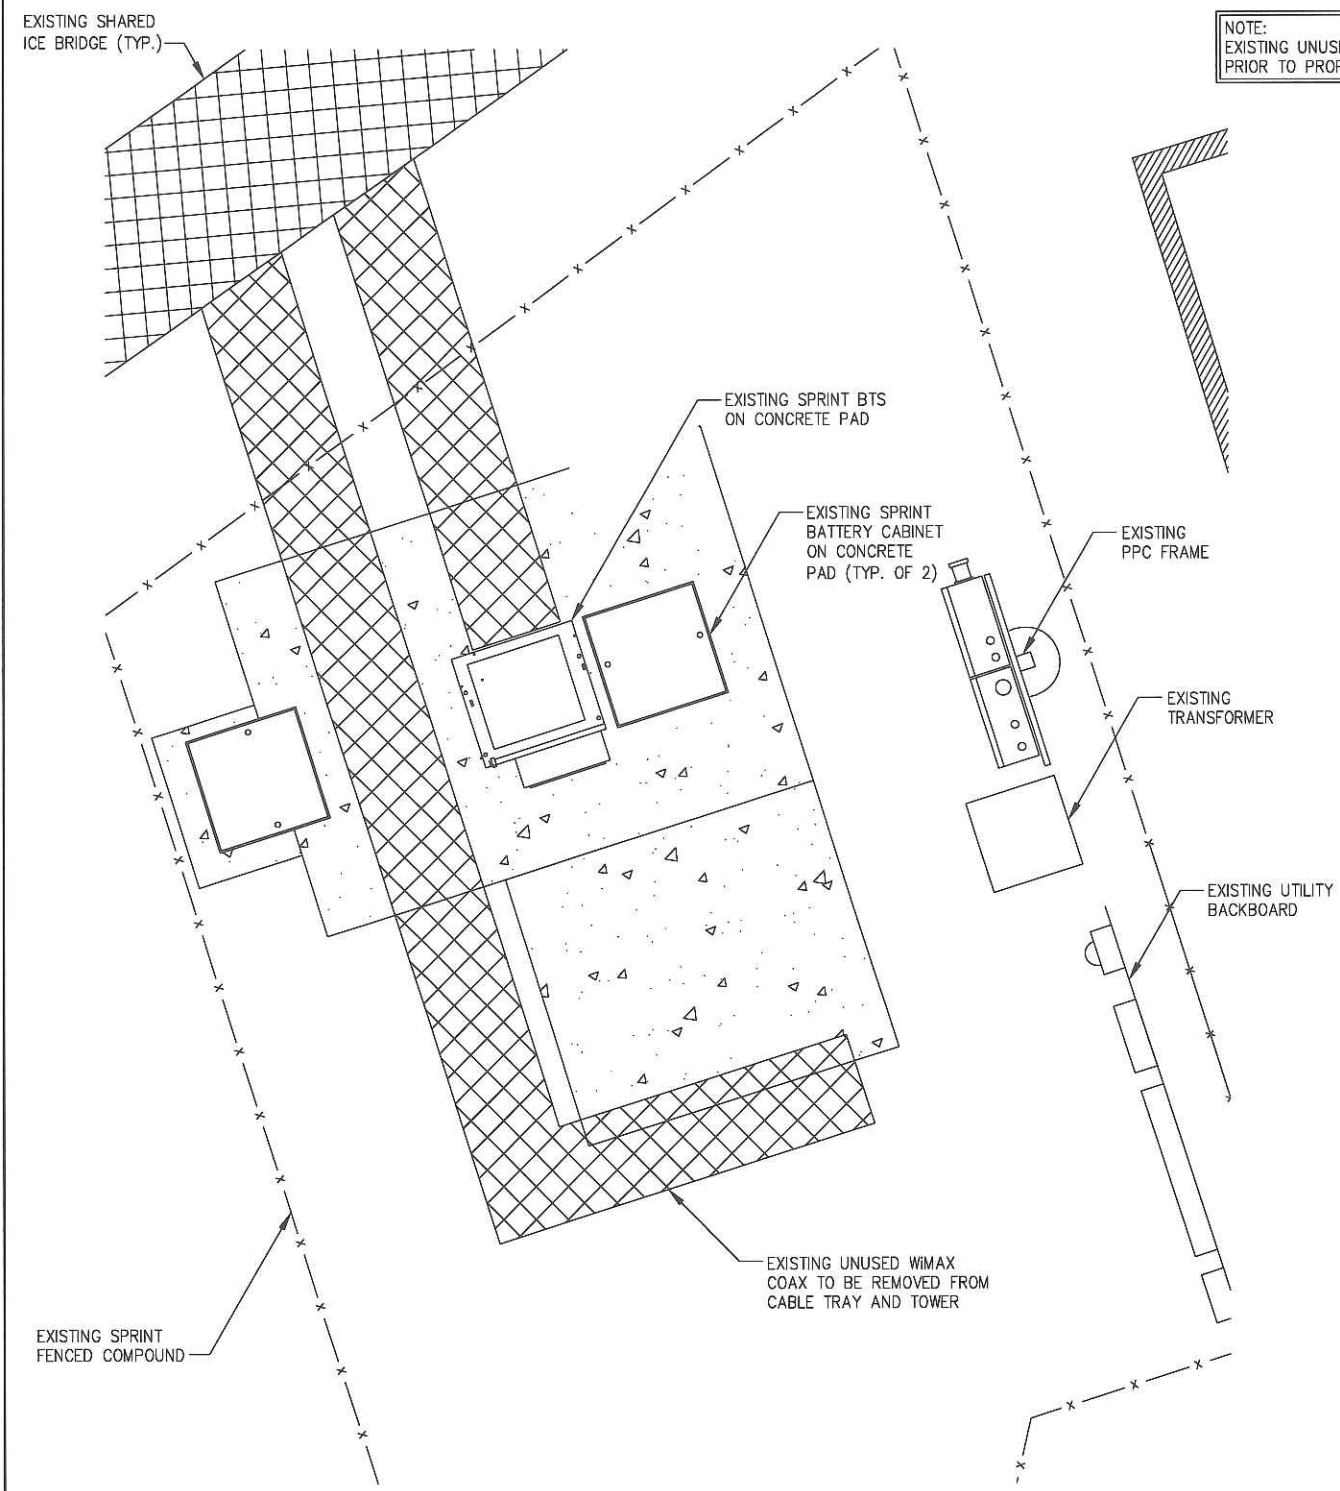 EXISTING SHARED
ICE BRIDGE (TYP.)
NOTE:
EXISTING
PRIOR TO
EXISTING SPRINT BTS
ON CONCRETE PAD
EXISTING SPRINT
BATTERY CABINET
ON CONCRETE
PAD (TYP. OF 2)
EXISTING
PPC FRAME
EXISTING
TRANSFORMER
EXISTING UTILITY
BACKBOARD
EXISTING UNUSED WiMAX
COAX TO BE REMOVED FROM
CABLE TRAY AND TOWER
EXISTING SPRINT
FENCED COMPOUND